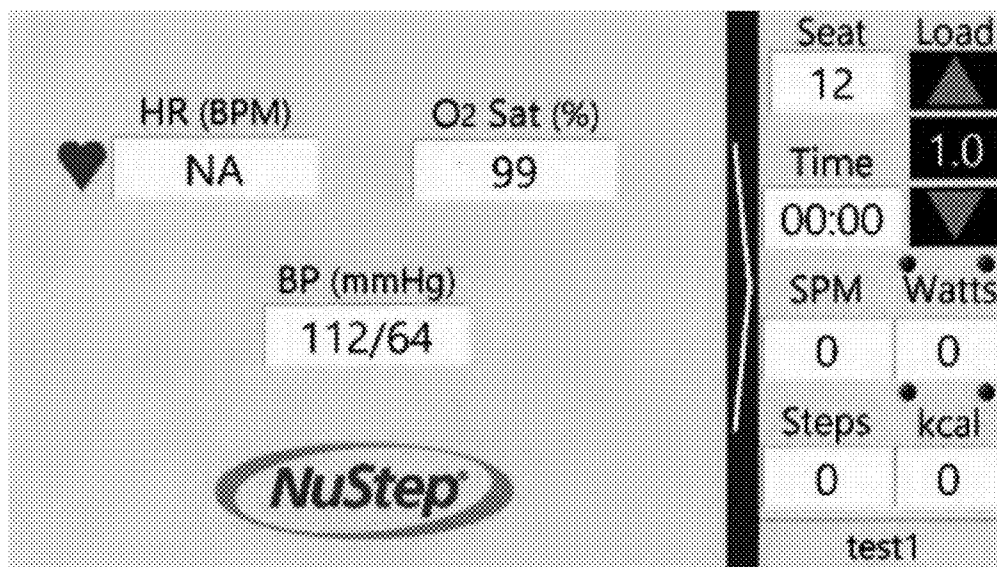 HR (BPM)
NA
O2 Sat (%)
99
BP (mmHg)
112/64
NuStep
Seat
12
Load
1.0
Time
00:00
SPM
0
Watts
0
Steps
0
kcal
0
test1